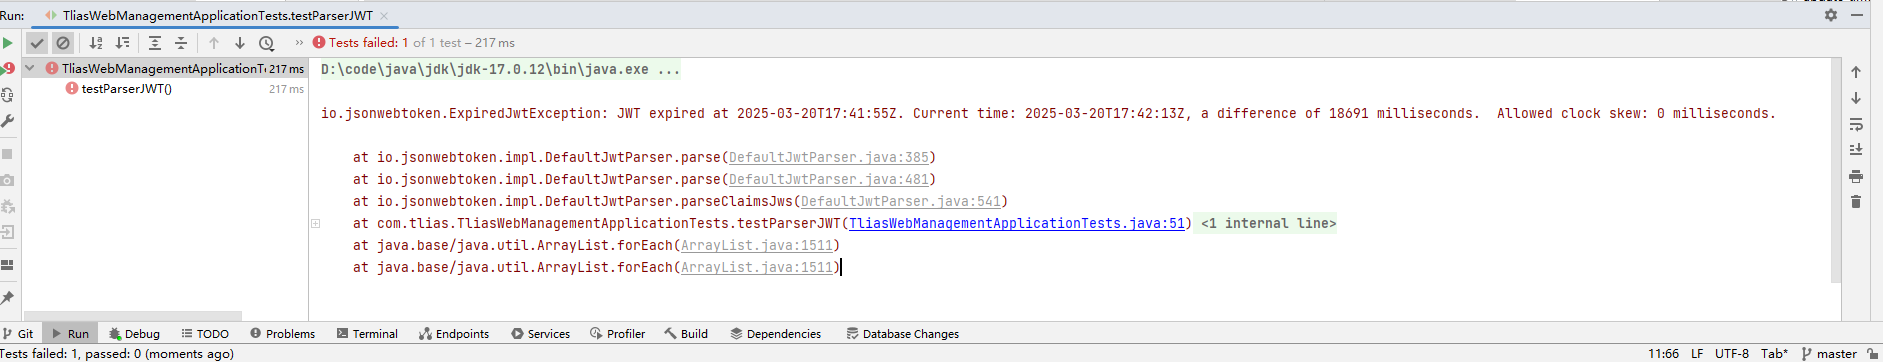 Run: TliasWebManagementApplicationTests.testParserJWT
Tests failed: 1 of 1 test – 217 ms
TliasWebManagementApplicationT 217 ms
testParserJWT() 217 ms
D:\code\java\jdk\jdk-17.0.12\bin\java.exe ...
io.jsonwebtoken.ExpiredJwtException: JWT expired at 2025-03-20T17:41:55Z. Current time: 2025-03-20T17:42:13Z, a difference of 18691 milliseconds.  Allowed clock skew: 0 milliseconds.
at io.jsonwebtoken.impl.DefaultJwtParser.parse(DefaultJwtParser.java:385)
at io.jsonwebtoken.impl.DefaultJwtParser.parse(DefaultJwtParser.java:481)
at io.jsonwebtoken.impl.DefaultJwtParser.parseClaimsJws(DefaultJwtParser.java:541)
at com.tlias.TliasWebManagementApplicationTests.testParserJWT(TliasWebManagementApplicationTests.java:51) <1 internal line>
at java.base/java.util.ArrayList.forEach(ArrayList.java:1511)
at java.base/java.util.ArrayList.forEach(ArrayList.java:1511)
Git Run Debug TODO Problems Terminal Endpoints Services Profiler Build Dependencies Database Changes
Tests failed: 1, passed: 0 (moments ago) 11:66 LF UTF-8 Tab* master